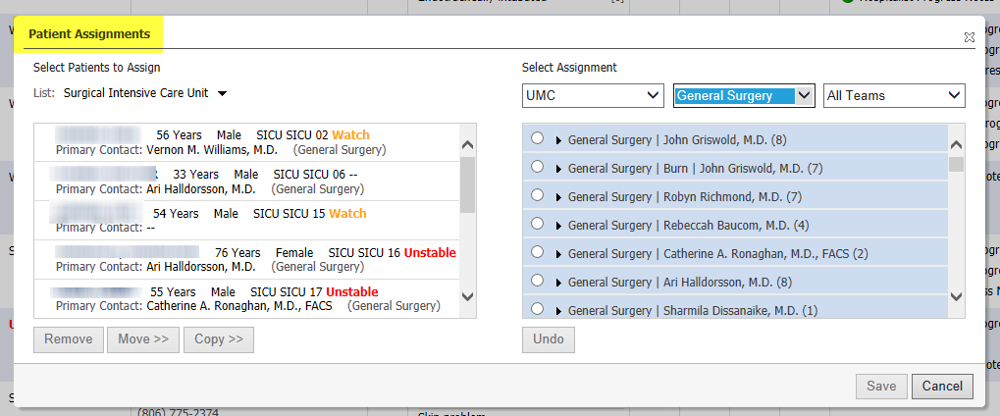 Patient Assignments
Select Patients to Assign
List: Surgical Intensive Care Unit
56 Years Male SICU SICU 02 Watch
Primary Contact: Vernon M. Williams, M.D. (General Surgery)
33 Years Male SICU SICU 06 --
Primary Contact: Ari Halldorsson, M.D. (General Surgery)
54 Years Male SICU SICU 15 Watch
Primary Contact: --
76 Years Female SICU SICU 16 Unstable
Primary Contact: Ari Halldorsson, M.D. (General Surgery)
55 Years Male SICU SICU 17 Unstable
Primary Contact: Catherine A. Ronaghan, M.D., FACS (General Surgery)
Remove Move >> Copy >>
Select Assignment
UMC General Surgery All Teams
General Surgery | John Griswold, M.D. (8)
General Surgery | Burn | John Griswold, M.D. (7)
General Surgery | Robyn Richmond, M.D. (7)
General Surgery | Rebeccah Baucom, M.D. (4)
General Surgery | Catherine A. Ronaghan, M.D., FACS (2)
General Surgery | Ari Halldorsson, M.D. (8)
General Surgery | Sharmila Dissanaike, M.D. (1)
Undo
Save Cancel
(806) 775-2374